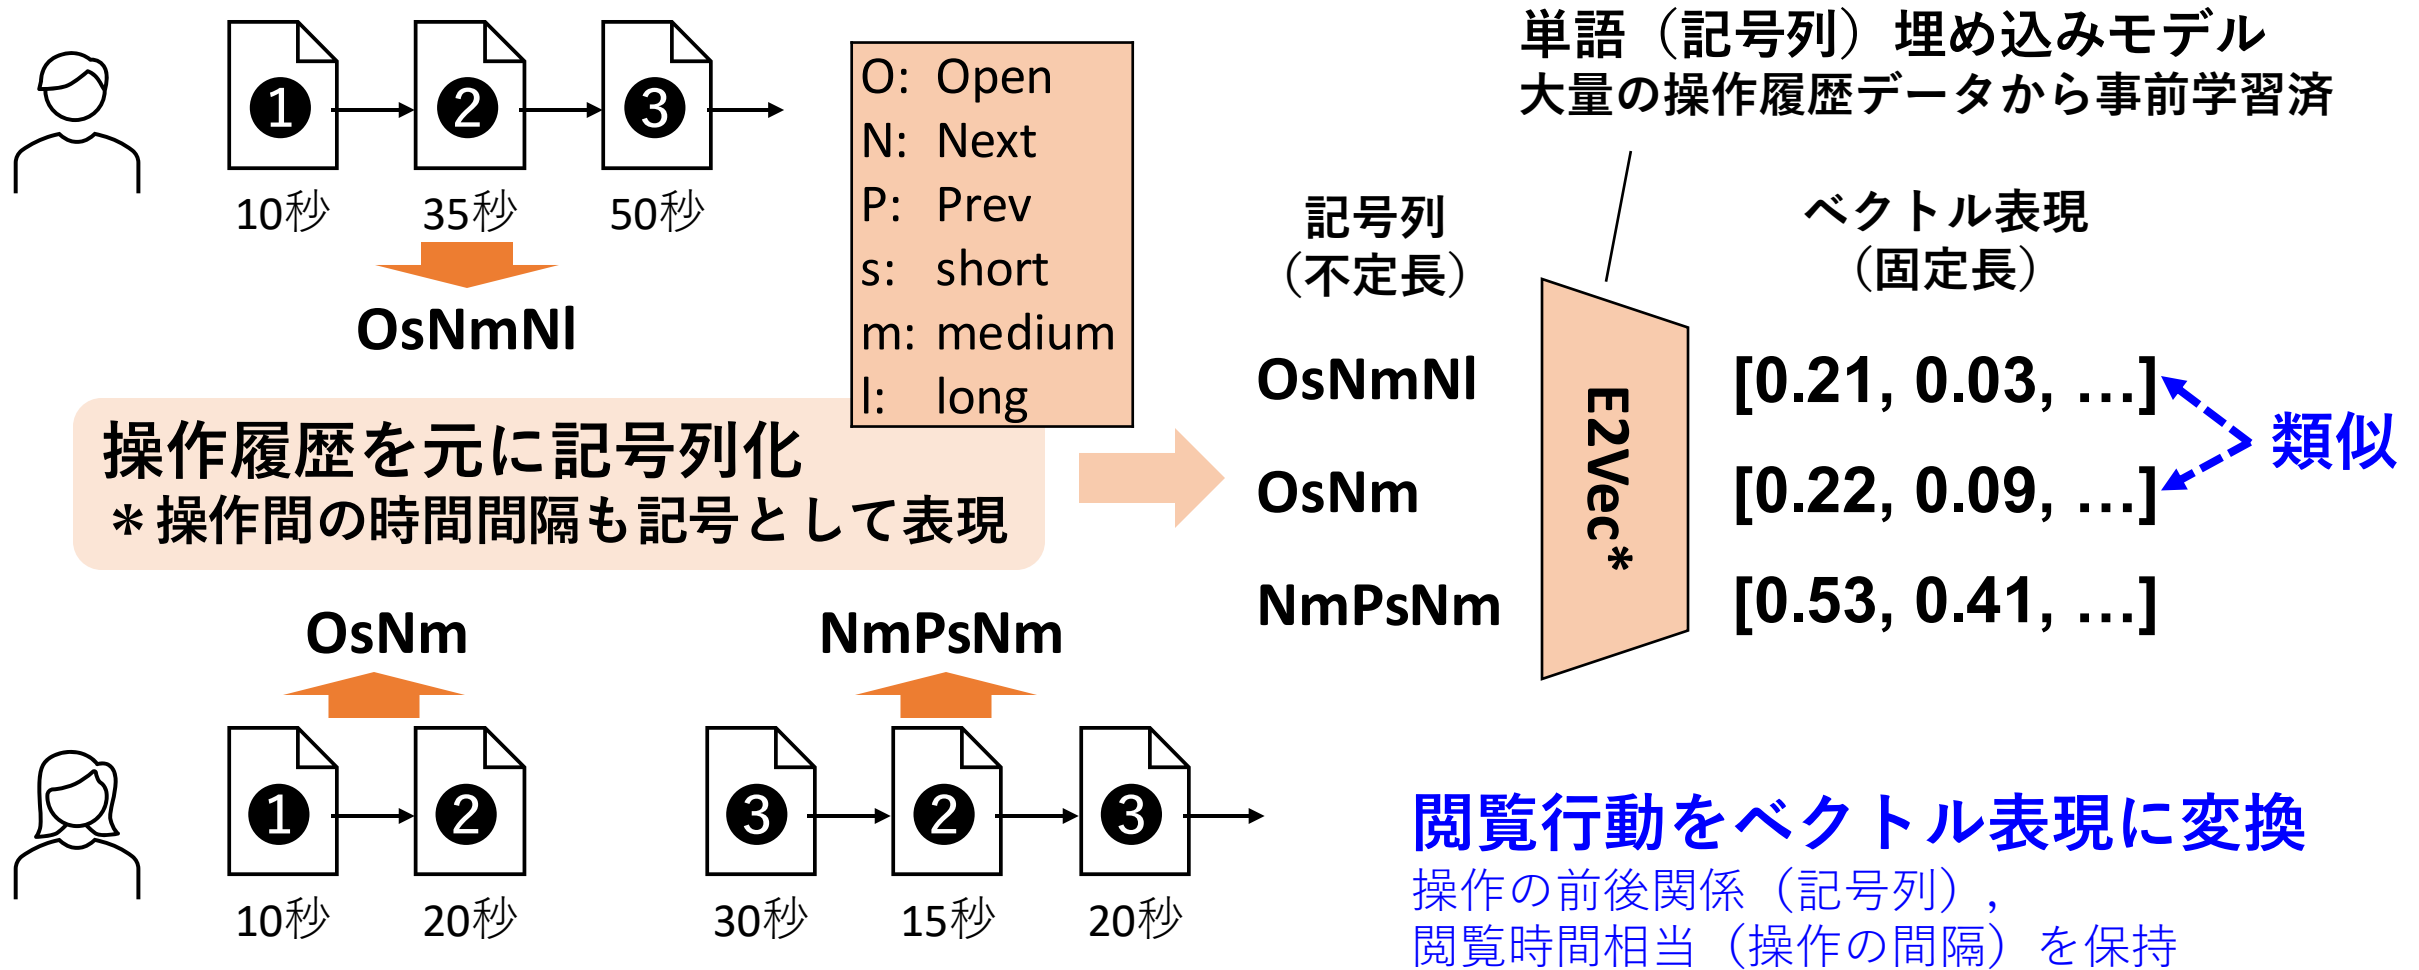 ❶ ❷ ❸
10秒 35秒 50秒
OsNmNl
O: Open
N: Next
P: Prev
s: short
m: medium
l: long
操作履歴を元に記号列化
＊操作間の時間間隔も記号として表現
OsNm
NmPsNm
❶ ❷
10秒 20秒
❸ ❷ ❸
30秒 15秒 20秒
単語（記号列）埋め込みモデル
大量の操作履歴データから事前学習済
記号列
（不定長）
OsNmNl
OsNm
NmPsNm
E2Vec*
ベクトル表現
（固定長）
[0.21, 0.03, …]
[0.22, 0.09, …]
[0.53, 0.41, …]
類似
閲覧行動をベクトル表現に変換
操作の前後関係（記号列），
閲覧時間相当（操作の間隔）を保持